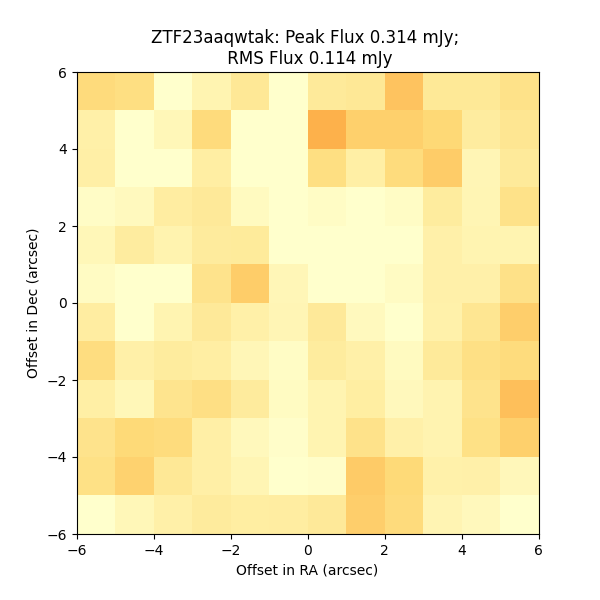 ZTF23aaqwtak: Peak Flux 0.314 mJy;
RMS Flux 0.114 mJy
6
4
2
0
−2
−4
−6
Offset in Dec (arcsec)
−6 −4 −2 0 2 4 6
Offset in RA (arcsec)